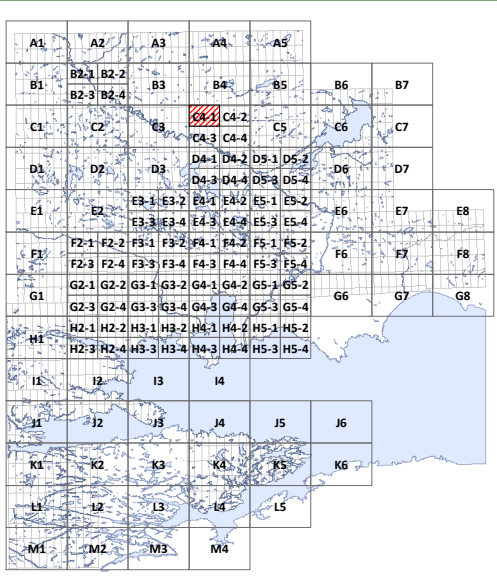 A1 A2 A3 A4 A5
B2-1 B2-2
B1 B3 B4 B5 B6 B7
B2-3 B2-4
C4-1 C4-2
C1 C2 C3 C5 C6 C7
C4-3 C4-4
D4-1 D4-2 D5-1 D5-2
D1 D2 D3 D6 D7
D4-3 D4-4 D5-3 D5-4
E3-1 E3-2 E4-1 E4-2 E5-1 E5-2
E1 E2 E6 E7 E8
E3-3 E3-4 E4-3 E4-4 E5-3 E5-4
F2-1 F2-2 F3-1 F3-2 F4-1 F4-2 F5-1 F5-2
F1 F6 F7 F8
F2-3 F2-4 F3-3 F3-4 F4-3 F4-4 F5-3 F5-4
G2-1 G2-2 G3-1 G3-2 G4-1 G4-2 G5-1 G5-2
G1 G6 G7 G8
G2-3 G2-4 G3-3 G3-4 G4-3 G4-4 G5-3 G5-4
H2-1 H2-2 H3-1 H3-2 H4-1 H4-2 H5-1 H5-2
H1
H2-3 H2-4 H3-3 H3-4 H4-3 H4-4 H5-3 H5-4
I1 I2 I3 I4
J1 J2 J3 J4 J5 J6
K1 K2 K3 K4 K5 K6
L1 L2 L3 L4 L5
M1 M2 M3 M4